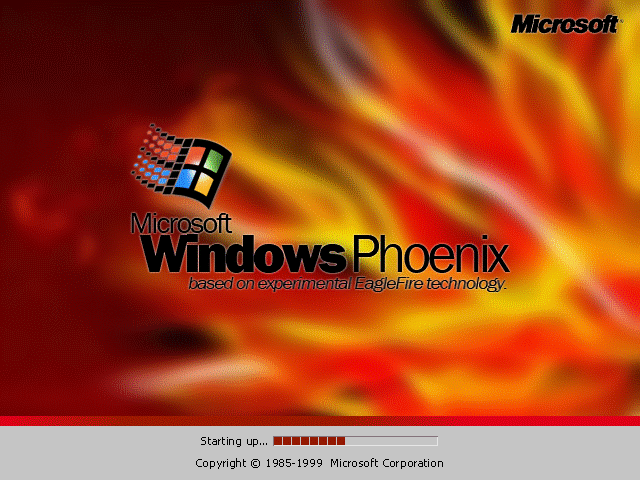 Microsoft®
Microsoft
Windows Phoenix
based on experimental EagleFire technology.
Starting up...
Copyright © 1985-1999 Microsoft Corporation